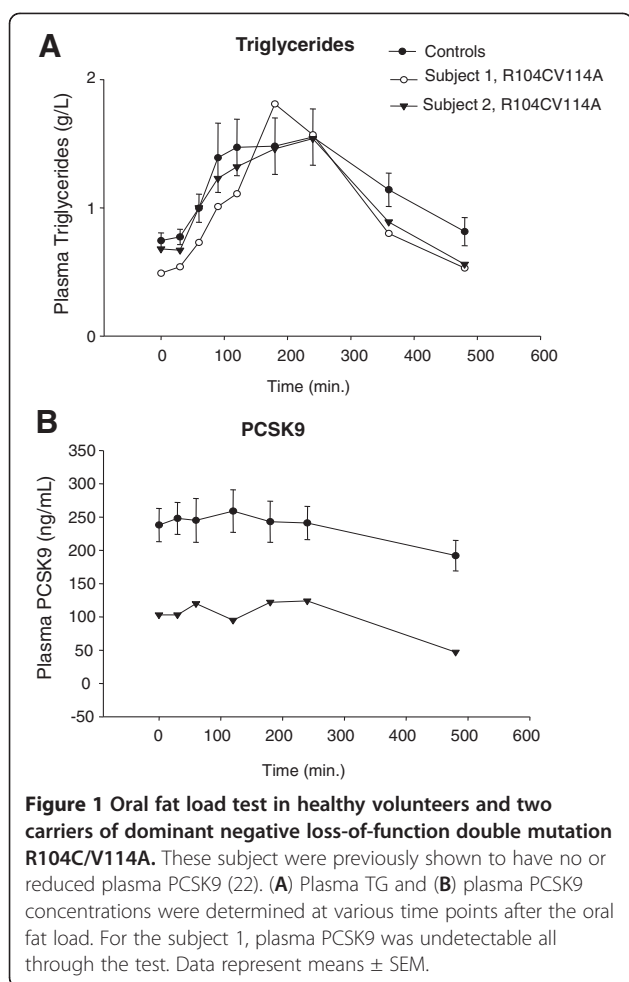 A
Triglycerides
Controls
Subject 1, R104CV114A
Subject 2, R104CV114A
Plasma Triglycerides (g/L)
2
1
0
0 100 200 300 400 500 600
Time (min.)
B
PCSK9
Plasma PCSK9 (ng/mL)
350
300
250
200
150
100
50
0
-50
0 100 200 300 400 500 600
Time (min.)
Figure 1 Oral fat load test in healthy volunteers and two
carriers of dominant negative loss-of-function double mutation
R104C/V114A. These subject were previously shown to have no or
reduced plasma PCSK9 (22). (A) Plasma TG and (B) plasma PCSK9
concentrations were determined at various time points after the oral
fat load. For the subject 1, plasma PCSK9 was undetectable all
through the test. Data represent means ± SEM.